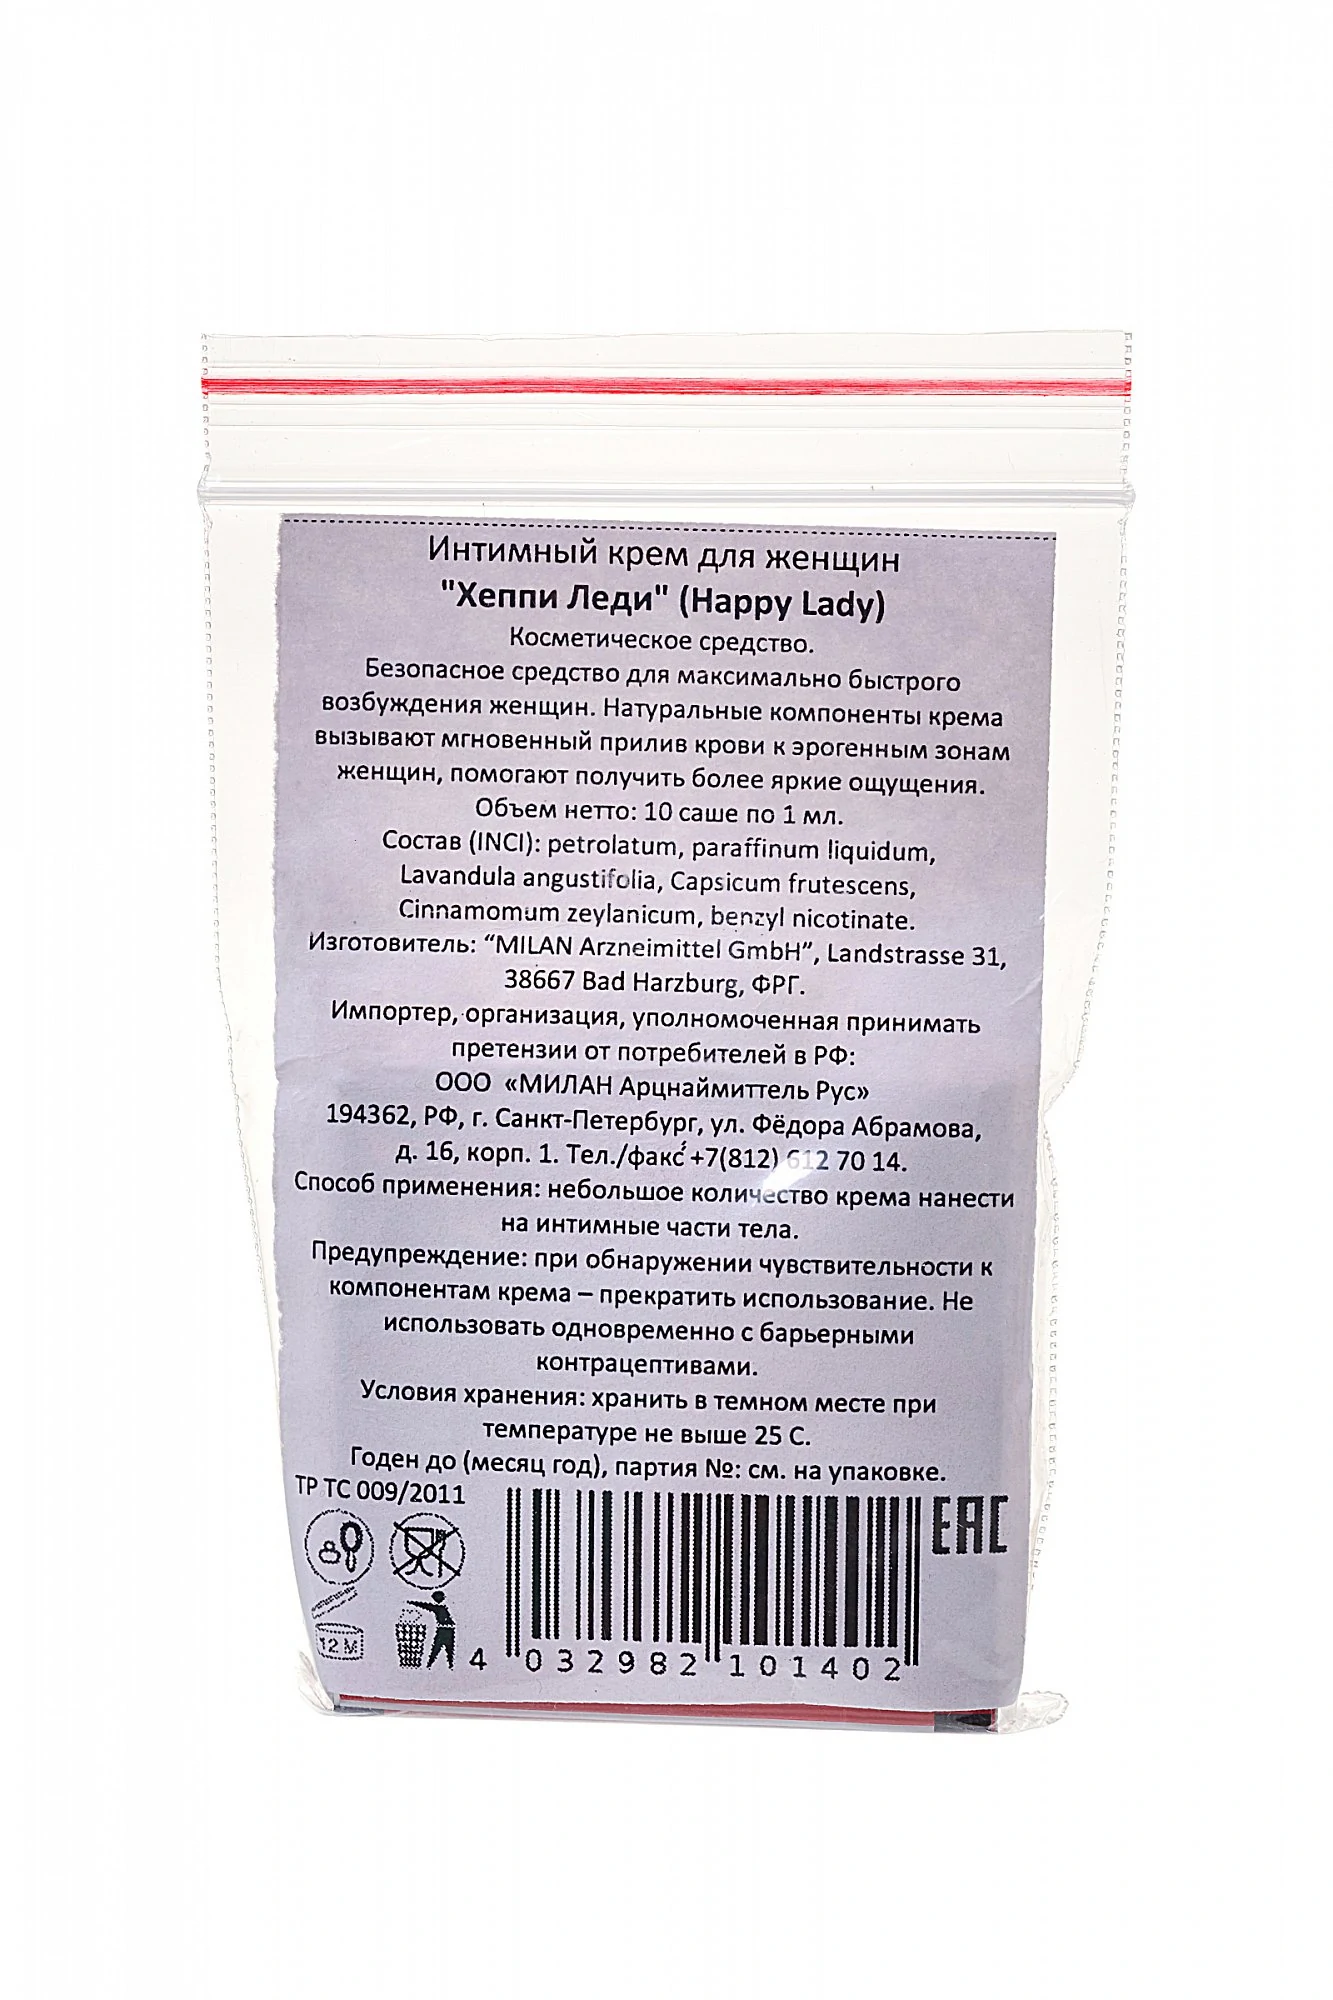 Интимный крем для женщин
"Хеппи Леди" (Happy Lady)
Косметическое средство.
Безопасное средство для максимально быстрого
возбуждения женщин. Натуральные компоненты крема
вызывают мгновенный прилив крови к эрогенным зонам
женщин, помогают получить более яркие ощущения.
Объем нетто: 10 саше по 1 мл.
Состав (INCI): petrolatum, paraffinum liquidum,
Lavandula angustifolia, Capsicum frutescens,
Cinnamomum zeylanicum, benzyl nicotinate.
Изготовитель: “MILAN Arzneimittel GmbH”, Landstrasse 31,
38667 Bad Harzburg, ФРГ.
Импортер, организация, уполномоченная принимать
претензии от потребителей в РФ:
ООО «МИЛАН Арцнаймиттель Рус»
194362, РФ, г. Санкт-Петербург, ул. Фёдора Абрамова,
д. 16, корп. 1. Тел./факс +7(812) 612 70 14.
Способ применения: небольшое количество крема нанести
на интимные части тела.
Предупреждение: при обнаружении чувствительности к
компонентам крема – прекратить использование. Не
использовать одновременно с барьерными
контрацептивами.
Условия хранения: хранить в темном месте при
температуре не выше 25 С.
Годен до (месяц год), партия №: см. на упаковке.
ТР ТС 009/2011
EAC
12 M
4 032982 101402